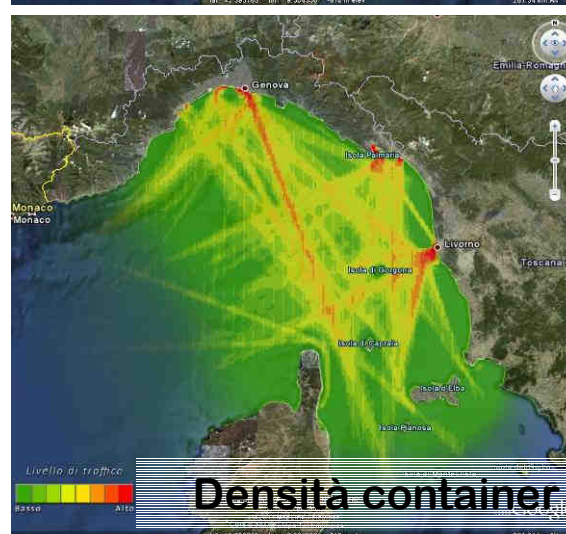 Genova
Emilia-Romagn
Isola Palmaria
Monaco
Monaco
Livorno
Toscana
Isola di Gorgona
Isola di Capraia
Isola d'Elba
Isola Pianosa
Livello di traffico
Basso
Alto
Densità container